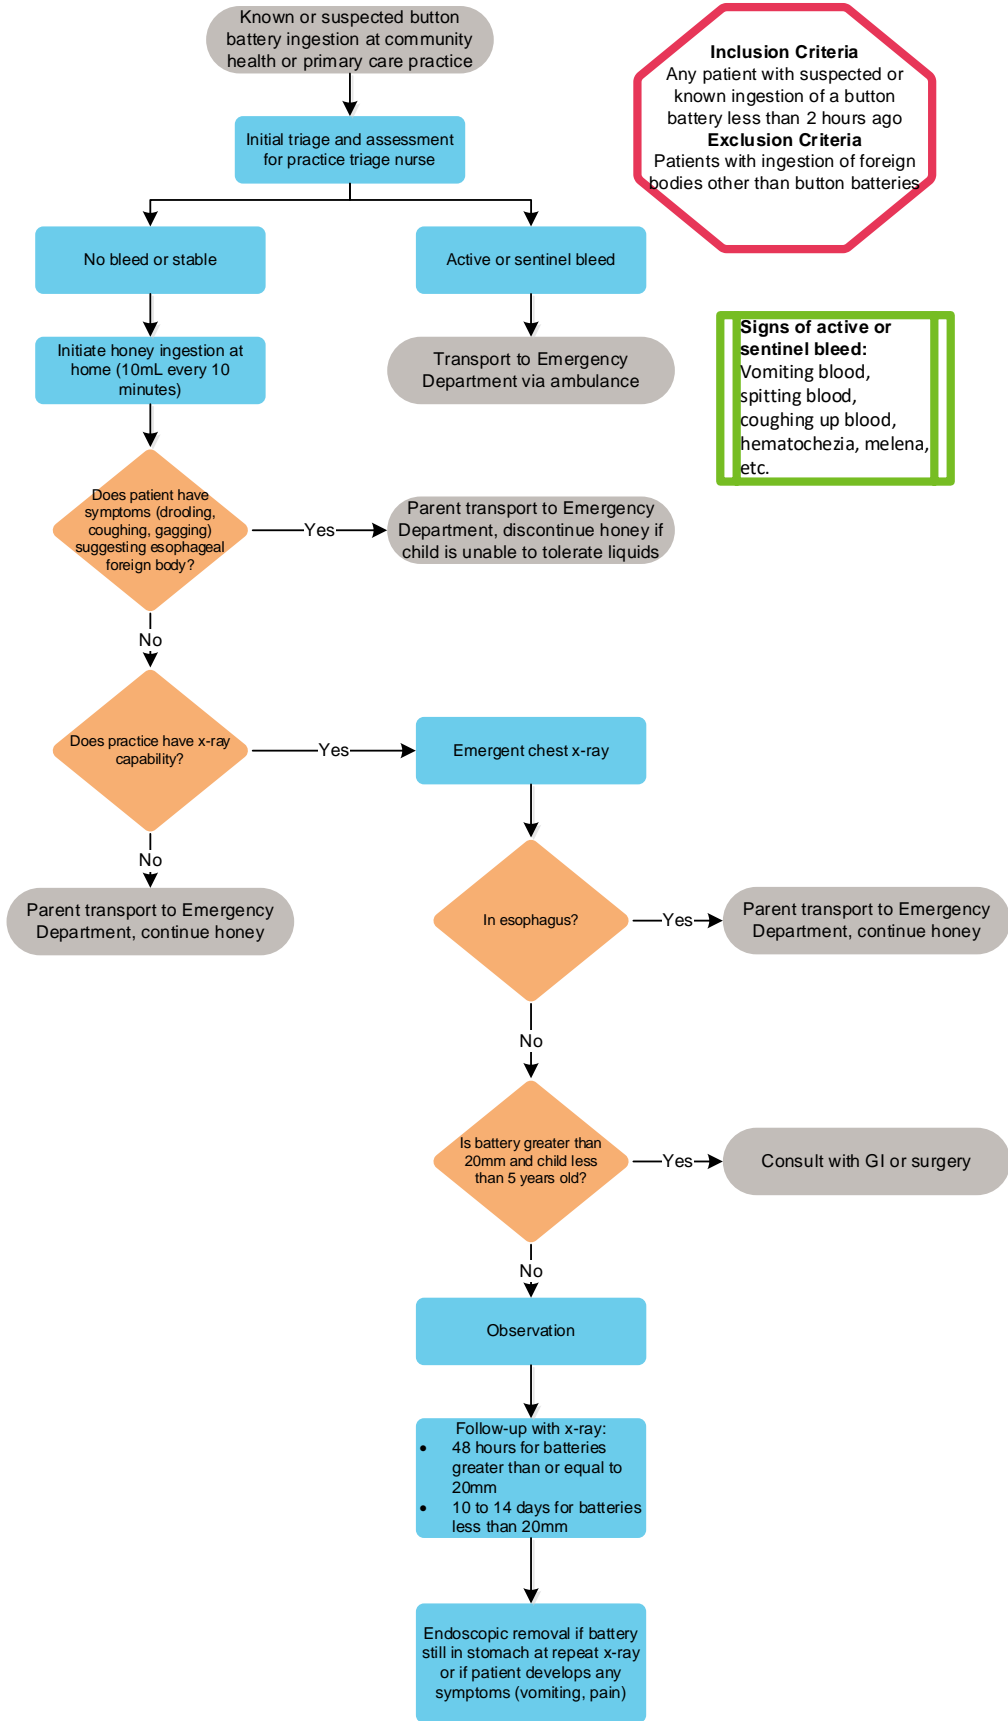 Known or suspected button
battery ingestion at community
health or primary care practice
Inclusion Criteria
Any patient with suspected or
known ingestion of a button
battery less than 2 hours ago
Exclusion Criteria
Patients with ingestion of foreign
bodies other than button batteries
Initial triage and assessment
for practice triage nurse
No bleed or stable
Active or sentinel bleed
Signs of active or
sentinel bleed:
Vomiting blood,
spitting blood,
coughing up blood,
hematochezia, melena,
etc.
Initiate honey ingestion at
home (10mL every 10
minutes)
Transport to Emergency
Department via ambulance
Does patient have
symptoms (drooling,
coughing, gagging)
suggesting esophageal
foreign body?
Yes
Parent transport to Emergency
Department, discontinue honey if
child is unable to tolerate liquids
No
Does practice have x-ray
capability?
Yes
Emergent chest x-ray
No
Parent transport to Emergency
Department, continue honey
In esophagus?
Yes
Parent transport to Emergency
Department, continue honey
No
Is battery greater than
20mm and child less
than 5 years old?
Yes
Consult with GI or surgery
No
Observation
Follow-up with x-ray:
• 48 hours for batteries
greater than or equal to
20mm
• 10 to 14 days for batteries
less than 20mm
Endoscopic removal if battery
still in stomach at repeat x-ray
or if patient develops any
symptoms (vomiting, pain)